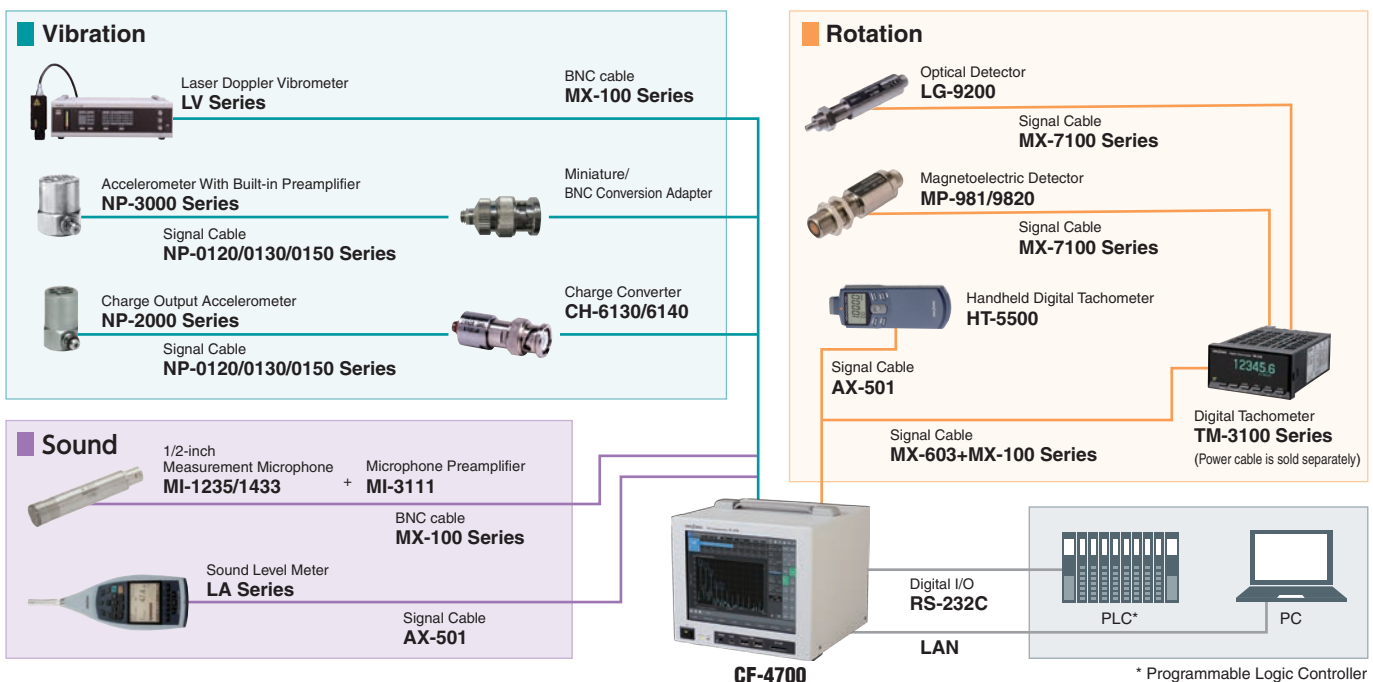 Vibration
Laser Doppler Vibrometer
LV Series
BNC cable
MX-100 Series
Accelerometer With Built-in Preamplifier
NP-3000 Series
Signal Cable
NP-0120/0130/0150 Series
Miniature/
BNC Conversion Adapter
Charge Output Accelerometer
NP-2000 Series
Signal Cable
NP-0120/0130/0150 Series
Charge Converter
CH-6130/6140
Sound
1/2-inch
Measurement Microphone
MI-1235/1433
+
Microphone Preamplifier
MI-3111
BNC cable
MX-100 Series
Sound Level Meter
LA Series
Signal Cable
AX-501
Rotation
Optical Detector
LG-9200
Signal Cable
MX-7100 Series
Magnetoelectric Detector
MP-981/9820
Signal Cable
MX-7100 Series
Handheld Digital Tachometer
HT-5500
Signal Cable
AX-501
12345.6
Signal Cable
MX-603+MX-100 Series
Digital Tachometer
TM-3100 Series
(Power cable is sold separately)
CF-4700
Digital I/O
RS-232C
LAN
PLC*
PC
* Programmable Logic Controller